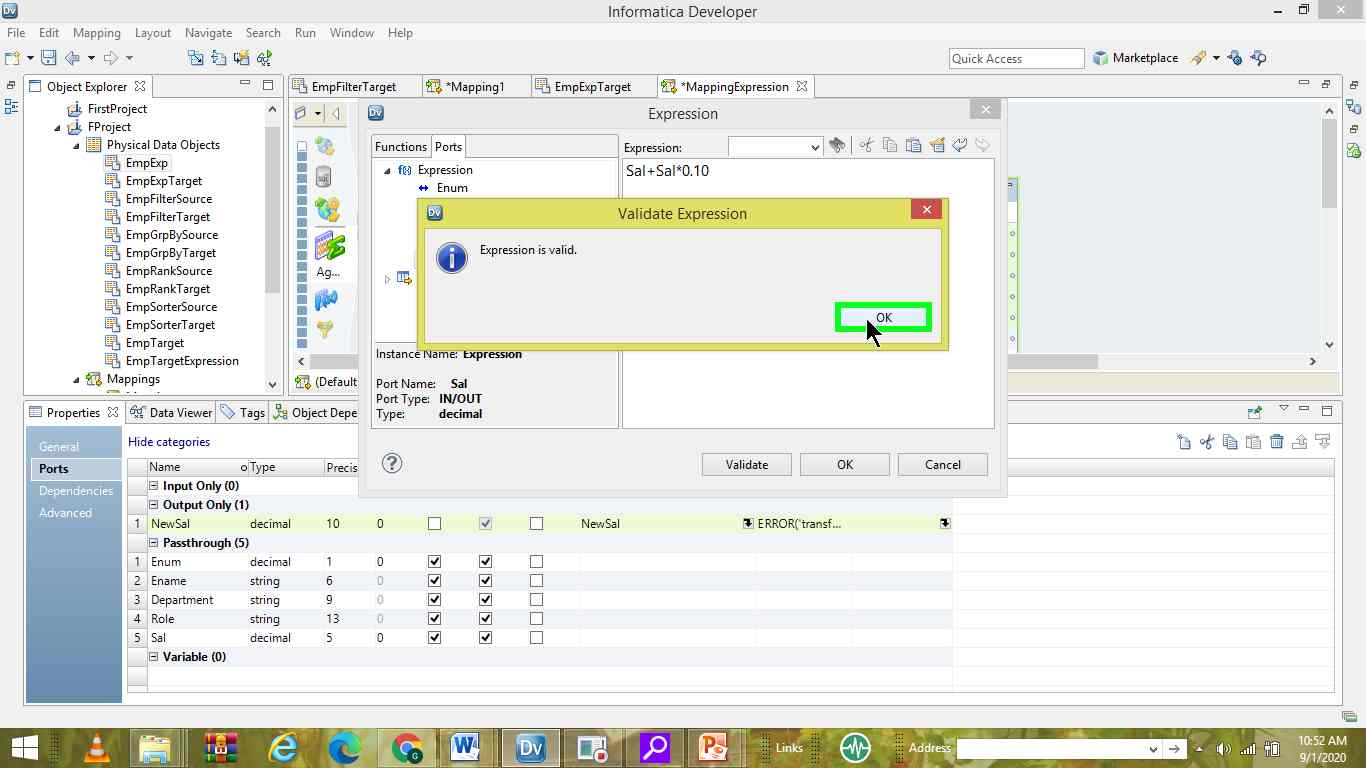 Informatica Developer
File Edit Mapping Layout Navigate Search Run Window Help
Quick Access Marketplace
Object Explorer
FirstProject
FProject
Physical Data Objects
EmpExp
EmpExpTarget
EmpFilterSource
EmpFilterTarget
EmpGrpBySource
EmpGrpByTarget
EmpRankSource
EmpRankTarget
EmpSorterSource
EmpSorterTarget
EmpTarget
EmpTargetExpression
Mappings
EmpFilterTarget *Mapping1 EmpExpTarget *MappingExpression
Ag...
(Default
Expression
Functions Ports
Expression
Enum
Expression:
Sal+Sal*0.10
Validate Expression
Expression is valid.
OK
Instance Name: Expression
Port Name: Sal
Port Type: IN/OUT
Type: decimal
Validate OK Cancel
Properties Data Viewer Tags Object Depe
General
Ports
Dependencies
Advanced
Hide categories
Name Type Precis
Input Only (0)
Output Only (1)
1 NewSal decimal 10 0 NewSal ERROR('transf...
Passthrough (5)
1 Enum decimal 1 0
2 Ename string 6 0
3 Department string 9 0
4 Role string 13 0
5 Sal decimal 5 0
Variable (0)
Links Address
10:52 AM
9/1/2020